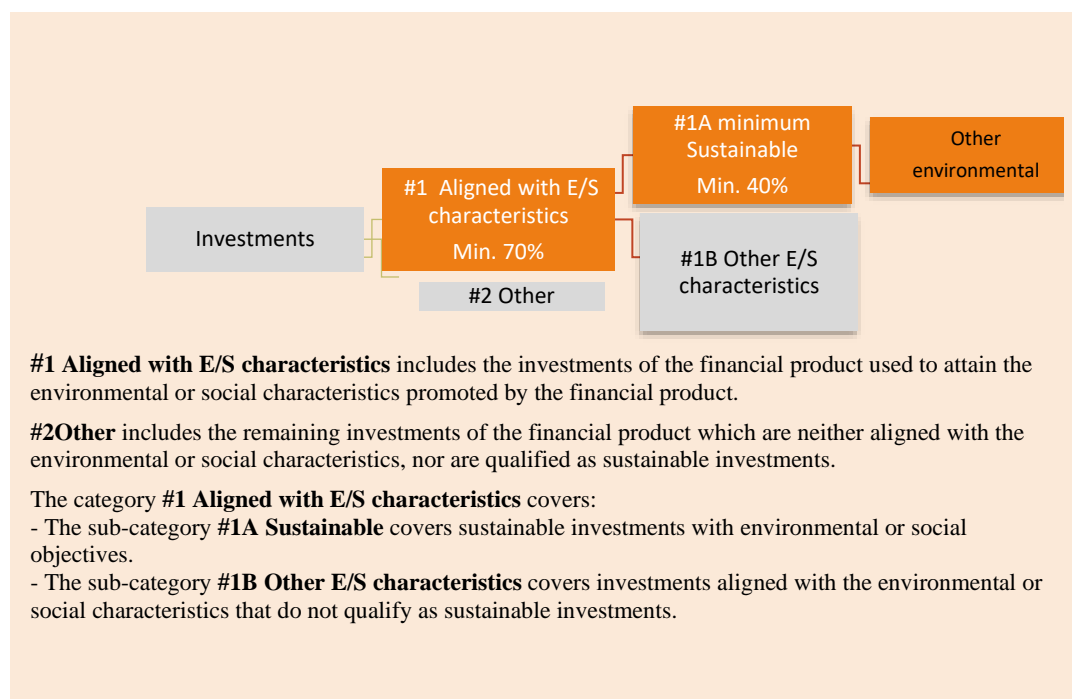 #1A minimum
Sustainable
Min. 40%
Other
environmental
#1 Aligned with E/S
characteristics
Min. 70%
Investments
#1B Other E/S
characteristics
#2 Other
#1 Aligned with E/S characteristics includes the investments of the financial product used to attain the
environmental or social characteristics promoted by the financial product.
#2Other includes the remaining investments of the financial product which are neither aligned with the
environmental or social characteristics, nor are qualified as sustainable investments.
The category #1 Aligned with E/S characteristics covers:
- The sub-category #1A Sustainable covers sustainable investments with environmental or social
objectives.
- The sub-category #1B Other E/S characteristics covers investments aligned with the environmental or
social characteristics that do not qualify as sustainable investments.